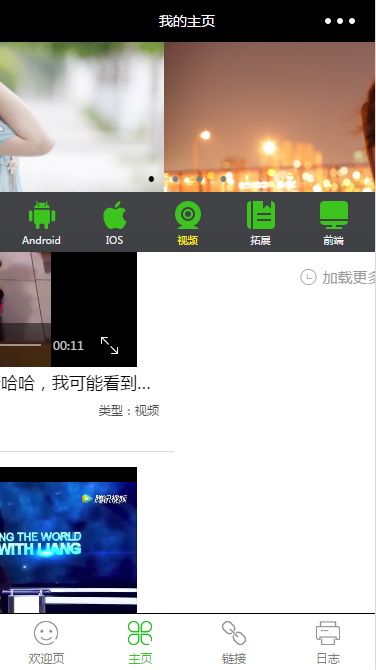 我的主页
Android IOS 视频 拓展 前端
加载更多
00:11
哈哈，我可能看到...
类型：视频
腾讯视频
NG THE WORLD
WITH LIANG
欢迎页 主页 链接 日志